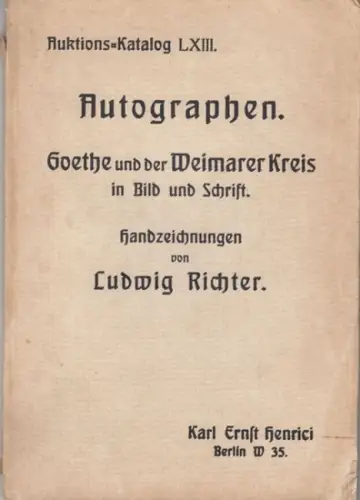 Auktions=Katalog LXIII.
Autographen.
Goethe und der Weimarer Kreis
in Bild und Schrift.
Handzeichnungen
von
Ludwig Richter.
Karl Ernst Henrici
Berlin W 35.